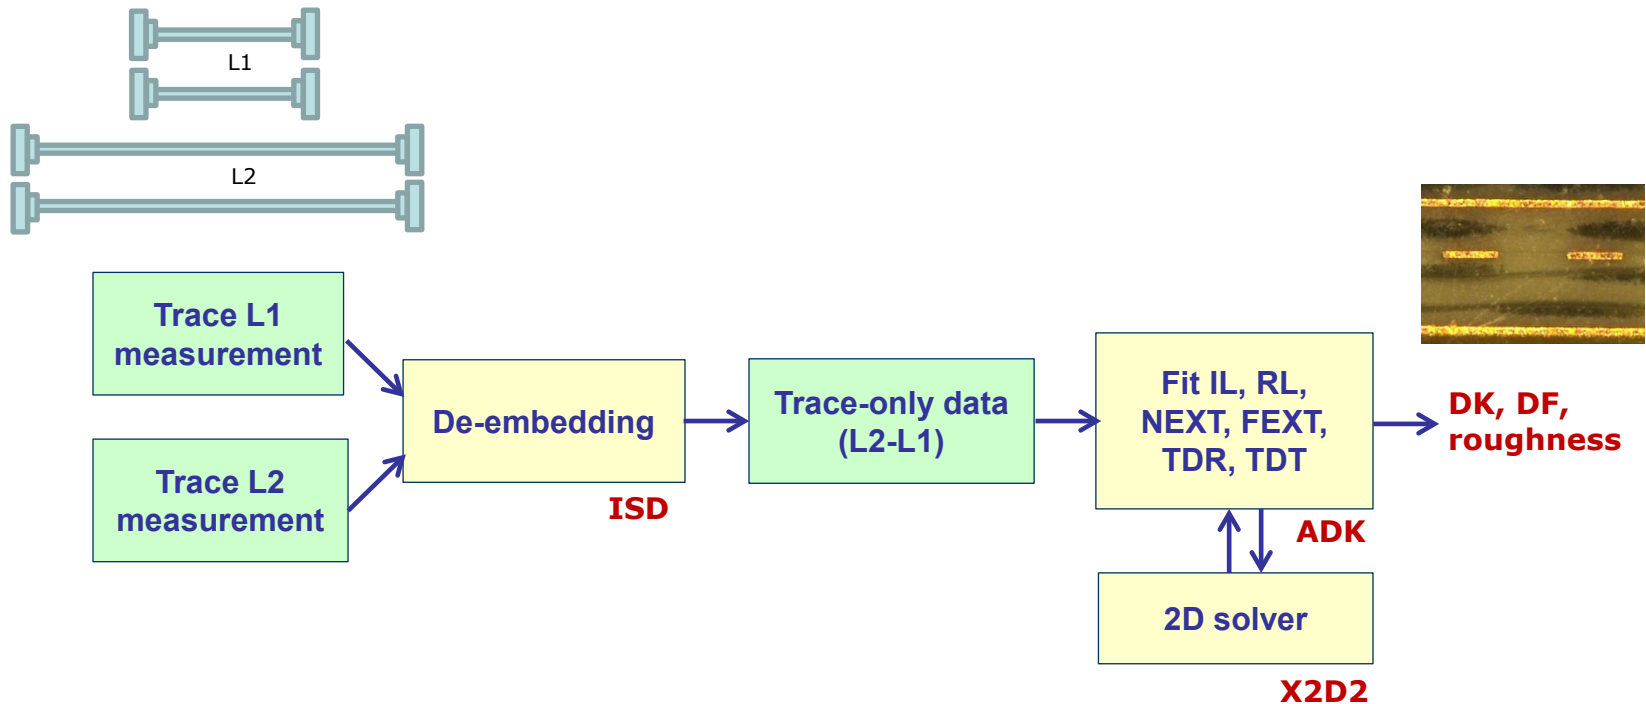 L1
L2
Trace L1
measurement
Trace L2
measurement
De-embedding
ISD
Trace-only data
(L2-L1)
Fit IL, RL,
NEXT, FEXT,
TDR, TDT
ADK
2D solver
X2D2
DK, DF,
roughness